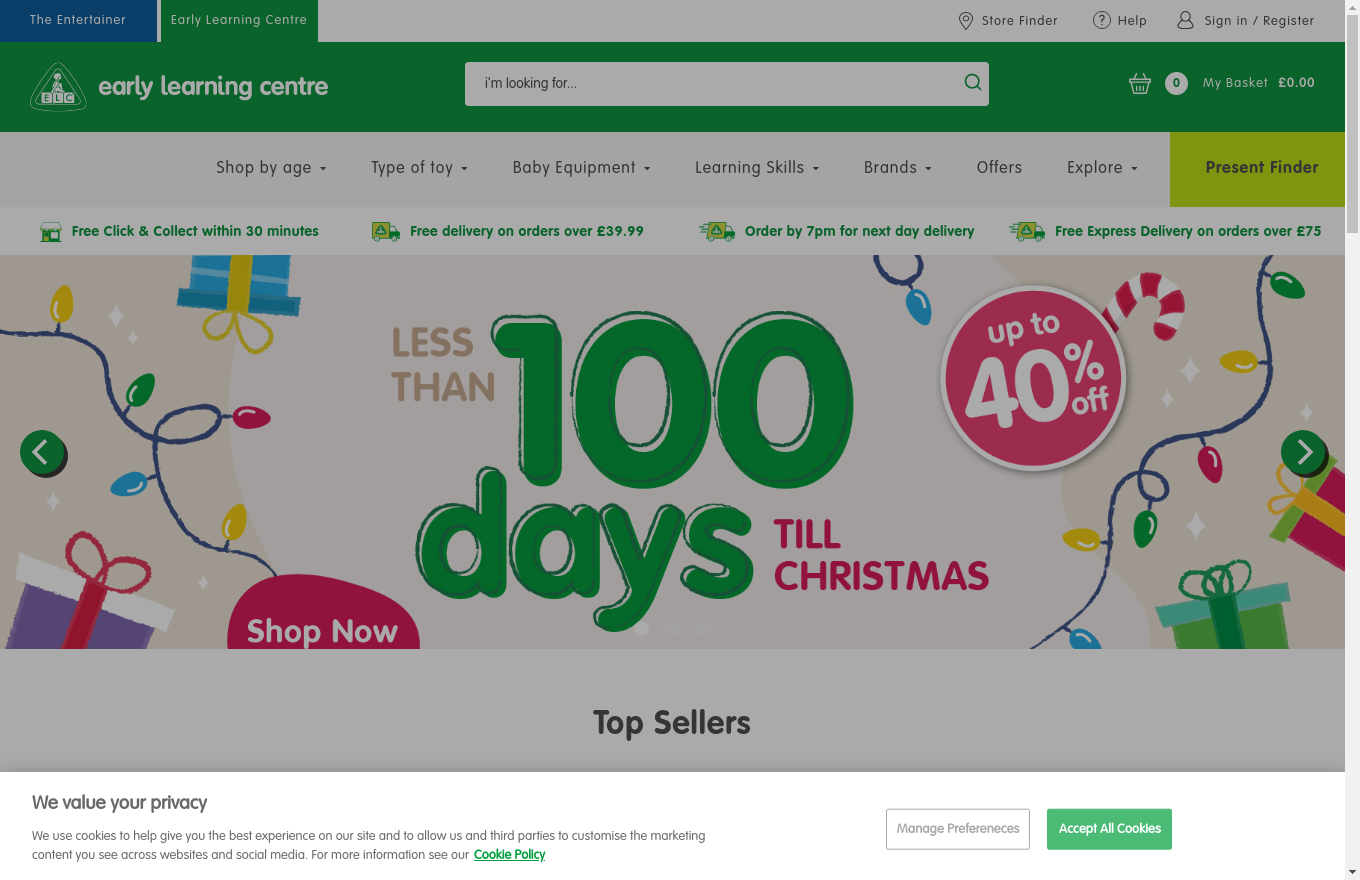 The Entertainer
Early Learning Centre
Store Finder
Help
Sign in / Register
ELC
early learning centre
i'm looking for...
0
My Basket £0.00
Shop by age
Type of toy
Baby Equipment
Learning Skills
Brands
Offers
Explore
Present Finder
Free Click & Collect within 30 minutes
Free delivery on orders over £39.99
Order by 7pm for next day delivery
Free Express Delivery on orders over £75
LESS
THAN
100
days
TILL
CHRISTMAS
up to
40%
off
Shop Now
Top Sellers
We value your privacy
We use cookies to help give you the best experience on our site and to allow us and third parties to customise the marketing
content you see across websites and social media. For more information see our Cookie Policy
Manage Prefereneces
Accept All Cookies